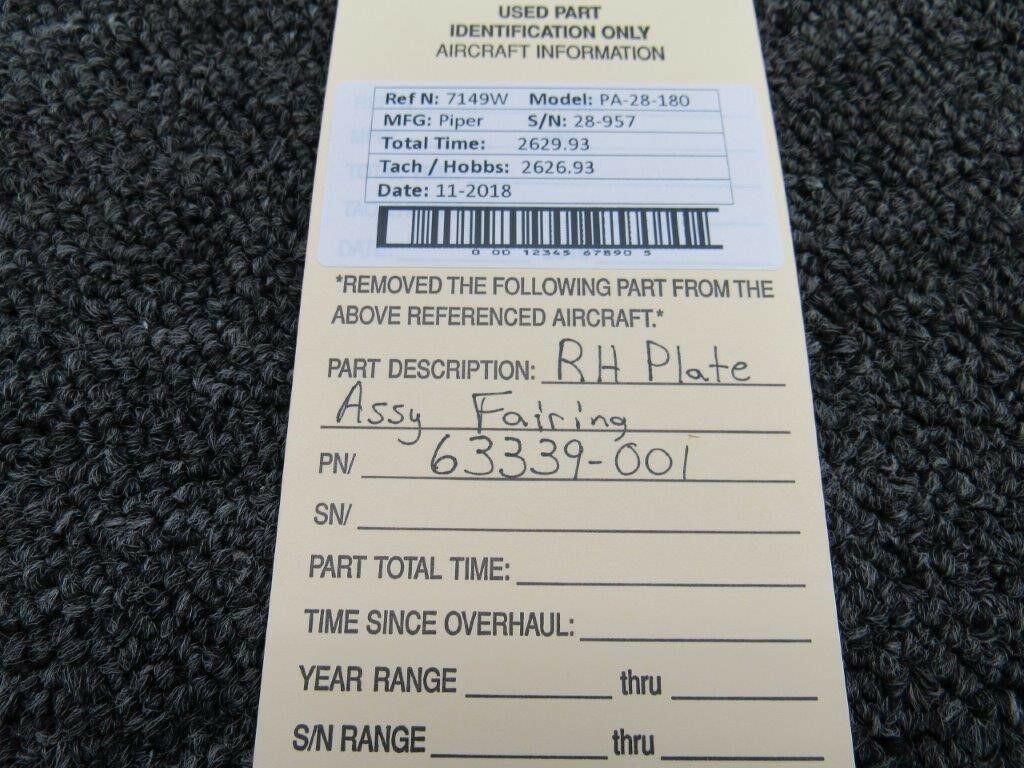 USED PART
IDENTIFICATION ONLY
AIRCRAFT INFORMATION
Ref N: 7149W Model: PA-28-180
MFG: Piper S/N: 28-957
Total Time: 2629.93
Tach / Hobbs: 2626.93
Date: 11-2018
0 00 12345 67890 5
*REMOVED THE FOLLOWING PART FROM THE
ABOVE REFERENCED AIRCRAFT.*
PART DESCRIPTION: RH Plate
Assy Fairing
PN/ 63339-001
SN/
PART TOTAL TIME:
TIME SINCE OVERHAUL:
YEAR RANGE thru
S/N RANGE thru